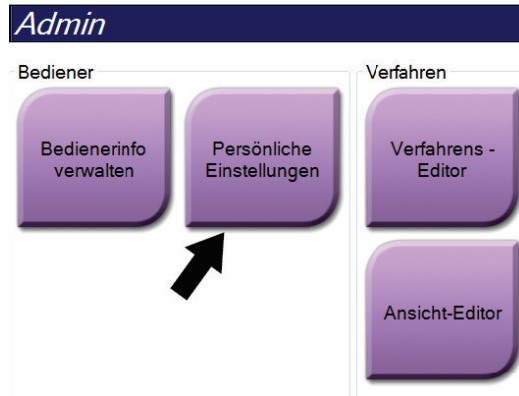 Admin
Bediener
Bedienerinfo
verwalten
Persönliche
Einstellungen
Verfahren
Verfahrens -
Editor
Ansicht-Editor